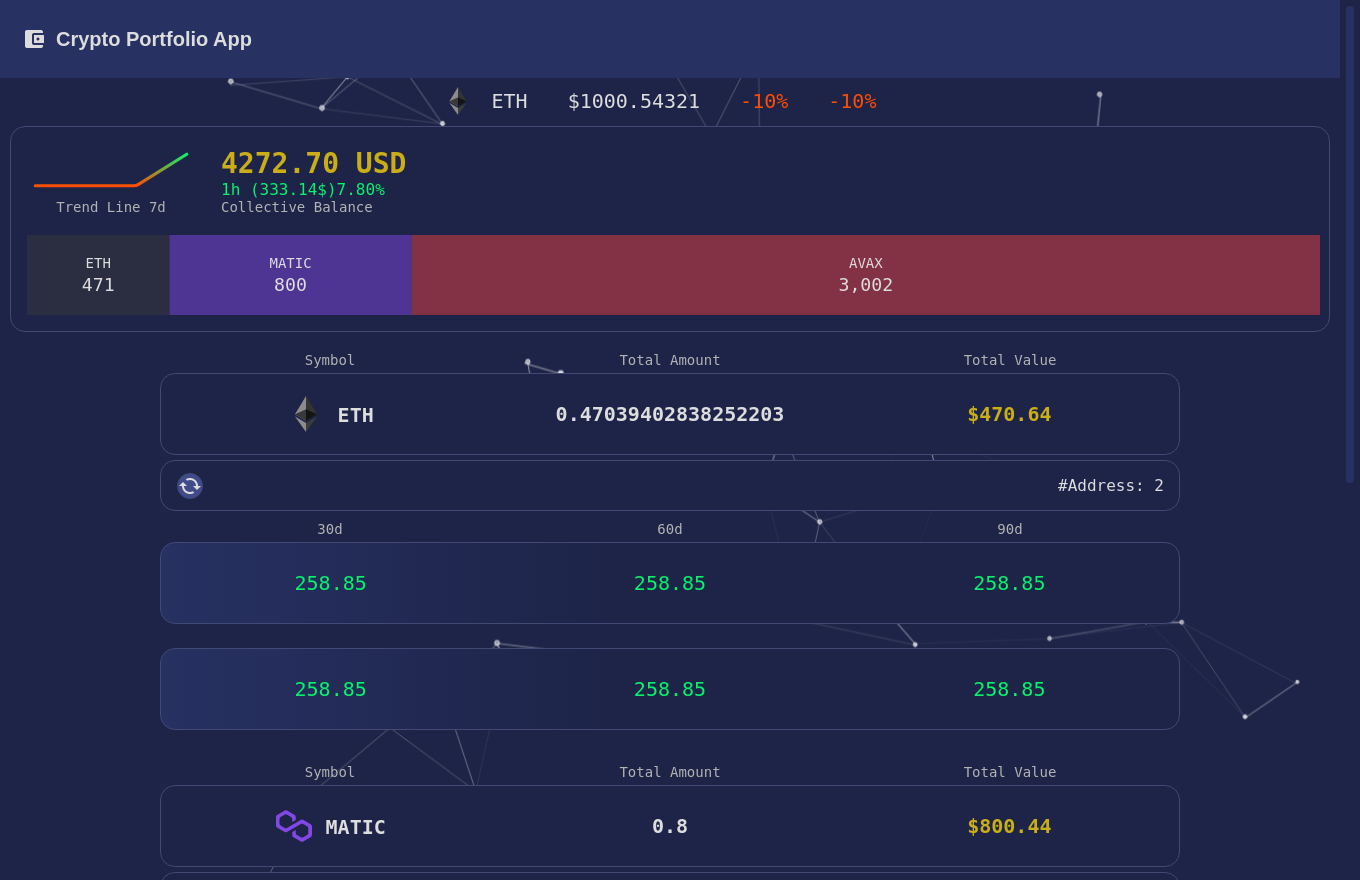 Crypto Portfolio App
ETH $1000.54321 -10% -10%
4272.70 USD
1h (333.14$)7.80%
Trend Line 7d Collective Balance
ETH MATIC AVAX
471 800 3,002
Symbol Total Amount Total Value
ETH 0.47039402838252203 $470.64
#Address: 2
30d 60d 90d
258.85 258.85 258.85
258.85 258.85 258.85
Symbol Total Amount Total Value
MATIC 0.8 $800.44